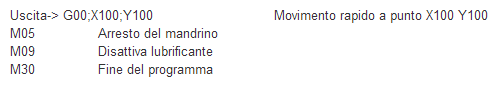 Uscita-> G00;X100;Y100 Movimento rapido a punto X100 Y100
M05 Arresto del mandrino
M09 Disattiva lubrificante
M30 Fine del programma